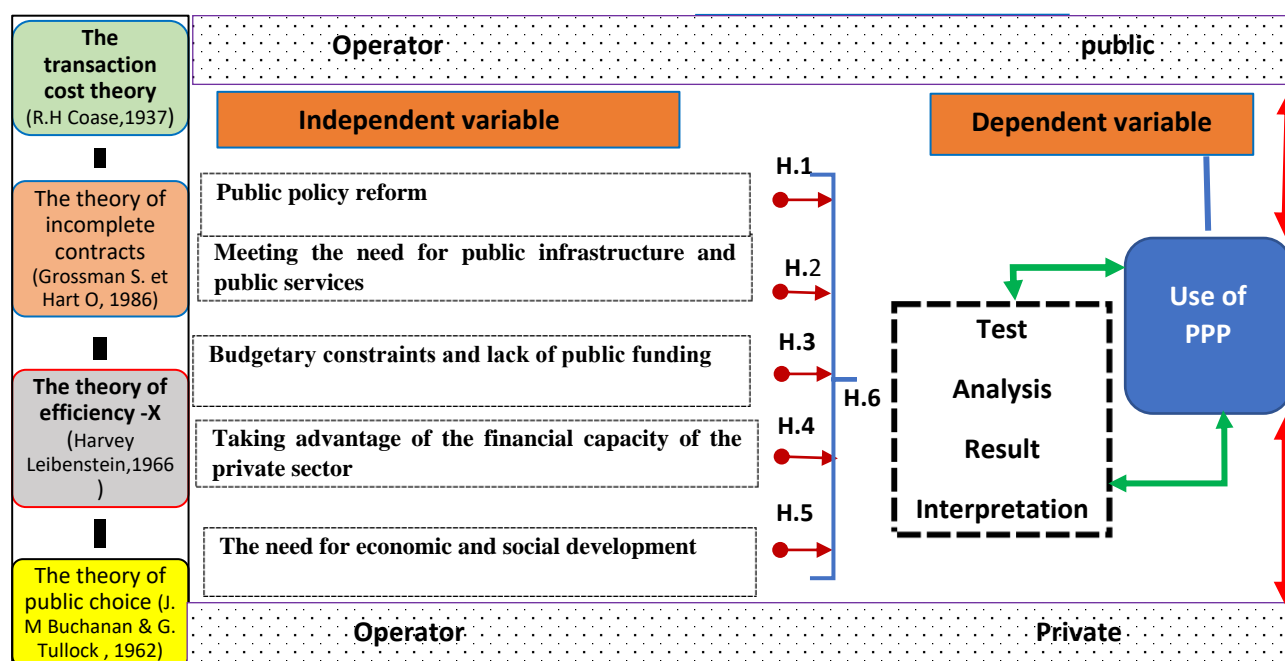 The
transaction
cost theory
(R.H Coase,1937)
The theory of
incomplete
contracts
(Grossman S. et
Hart O, 1986)
The theory of
efficiency -X
(Harvey
Leibenstein,1966
)
The theory of
public choice (J.
M Buchanan & G.
Tullock , 1962)
Operator
public
Independent variable
Dependent variable
Public policy reform
H.1
Meeting the need for public infrastructure and
public services
H.2
Budgetary constraints and lack of public funding
H.3
Taking advantage of the financial capacity of the
private sector
H.4
The need for economic and social development
H.5
H.6
Test
Analysis
Result
Interpretation
Use of
PPP
Operator
Private